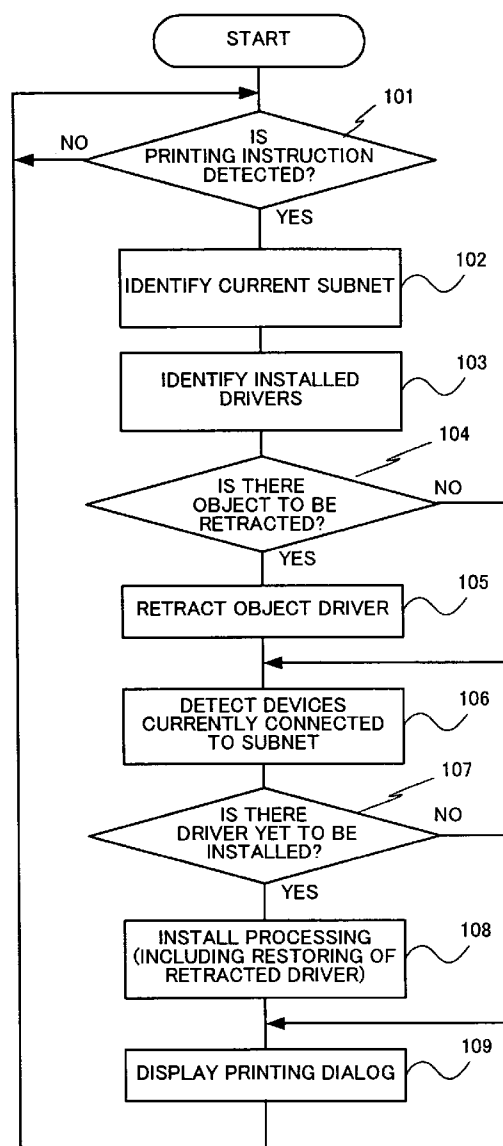 START
101
IS
PRINTING INSTRUCTION
DETECTED?
NO
YES
102
IDENTIFY CURRENT SUBNET
103
IDENTIFY INSTALLED
DRIVERS
104
IS THERE
OBJECT TO BE
RETRACTED?
NO
YES
105
RETRACT OBJECT DRIVER
106
DETECT DEVICES
CURRENTLY CONNECTED
TO SUBNET
107
IS THERE
DRIVER YET TO BE
INSTALLED?
NO
YES
108
INSTALL PROCESSING
(INCLUDING RESTORING OF
RETRACTED DRIVER)
109
DISPLAY PRINTING DIALOG